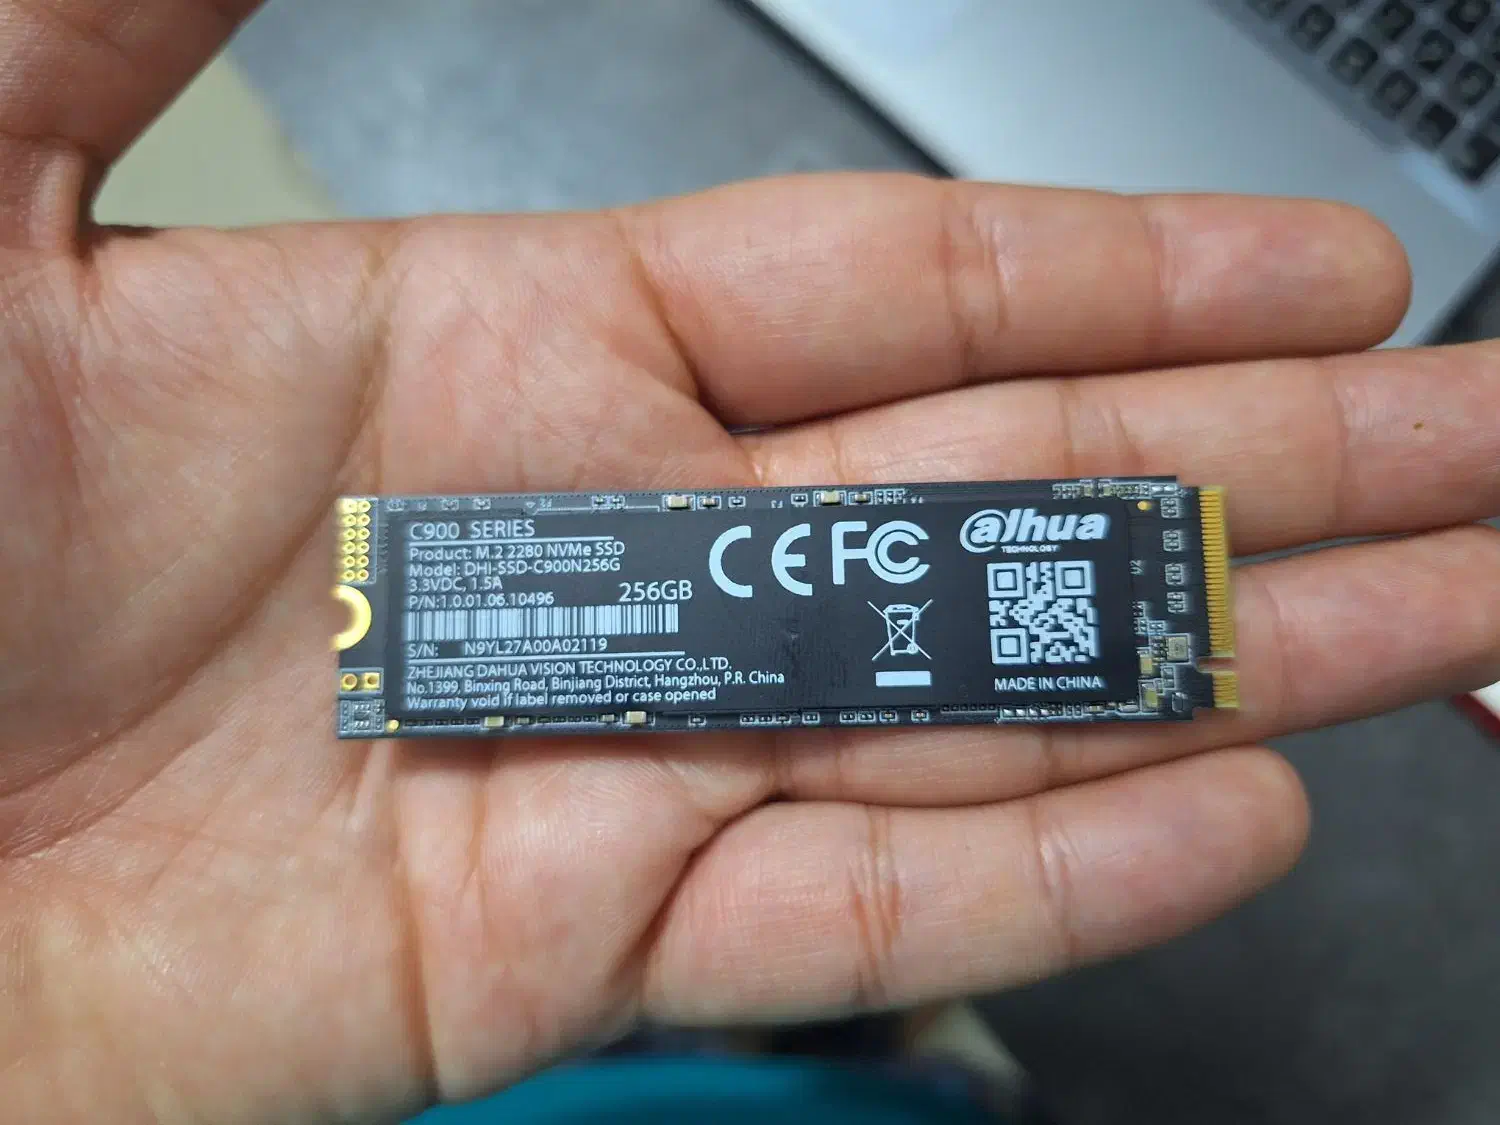 C900 SERIES
Product: M.2 2280 NVMe SSD
Model: DHI-SSD-C900N256G
3.3VDC, 1.5A
P/N:1.0.01.06.10496
256GB
S/N: N9YL27A00A02119
ZHEJIANG DAHUA VISION TECHNOLOGY CO.,LTD.
No.1399, Binxing Road, Binjiang District, Hangzhou, P.R. China
Warranty void if label removed or case opened
CE FC
alhua
TECHNOLOGY
MADE IN CHINA
U2